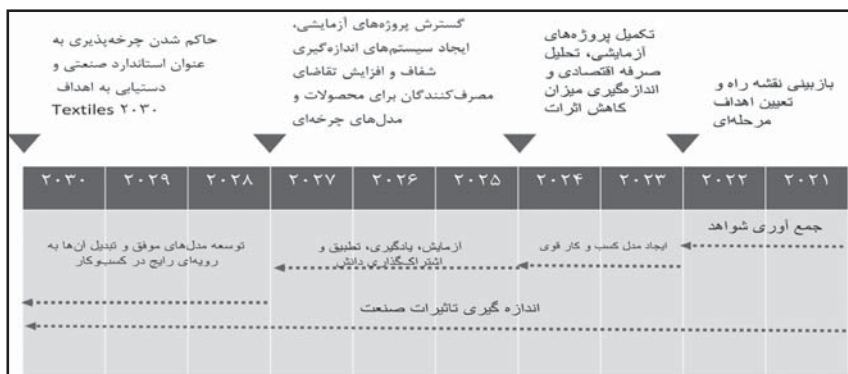 بازبینی نقشه راه و
تعیین اهداف
مرحله‌ای
تکمیل پروژه‌های
آزمایشی، تحلیل
صرفه اقتصادی و
اندازه‌گیری میزان
کاهش اثرات
گسترش پروژه‌های آزمایشی،
ایجاد سیستم‌های اندازه‌گیری
شفاف و افزایش تقاضای
مصرف‌کنندگان برای محصولات و
مدل‌های چرخه‌ای
حاکم شدن چرخه‌پذیری به
عنوان استاندارد صنعتی و
دستیابی به اهداف
Textiles ۲۰۳۰
۲۰۲۱ ۲۰۲۲ ۲۰۲۳ ۲۰۲۴ ۲۰۲۵ ۲۰۲۶ ۲۰۲۷ ۲۰۲۸ ۲۰۲۹ ۲۰۳۰
جمع آوری شواهد
ایجاد مدل کسب و کار قوی
ازمایش، یادگیری، تطبیق و
اشتراک‌گذاری دانش
توسعه مدل‌های موفق و تبدیل ان‌ها به
رویه‌ای رایج در کسب‌وکار
اندازه گیری تاثیرات صنعت